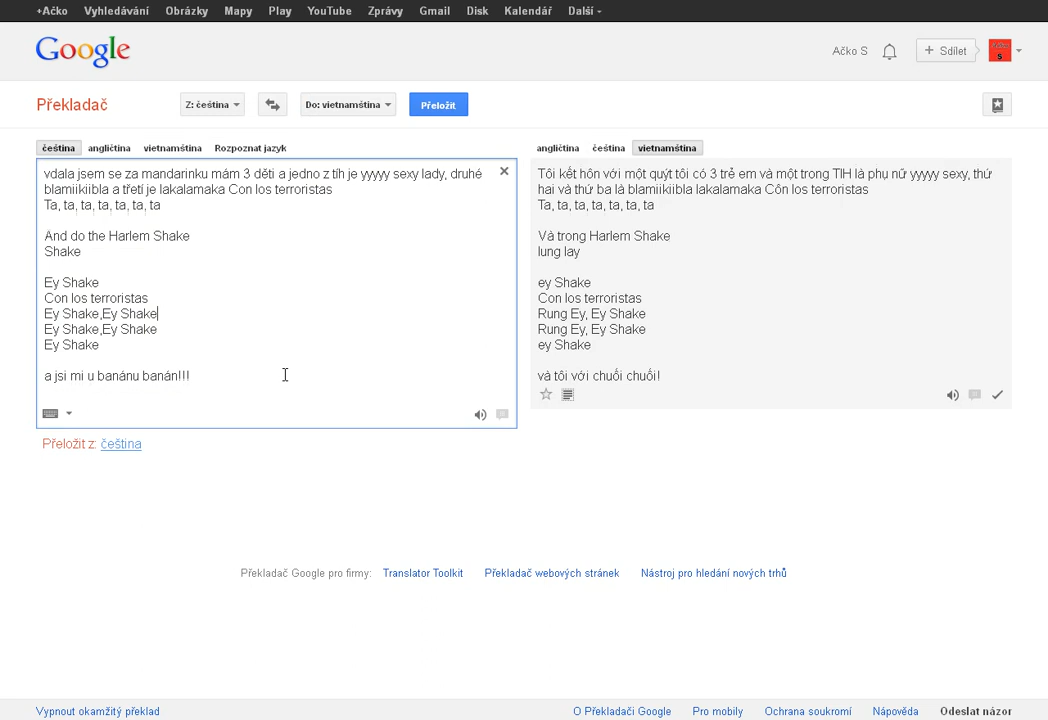 +Ačko Vyhledávání Obrázky Mapy Play YouTube Zprávy Gmail Disk Kalendář Další
Google
Ačko S + Sdílet
s
Překladač Z: čeština Do: vietnamština Přeložit
čeština angličtina vietnamština Rozpoznat jazyk
vdala jsem se za mandarinku mám 3 děti a jedno z tíh je yyyyy sexy lady, druhé
blamiikiibla a třetí je lakalamaka Con los terroristas
Ta, ta, ta, ta, ta, ta, ta
And do the Harlem Shake
Shake
Ey Shake
Con los terroristas
Ey Shake,Ey Shake
Ey Shake,Ey Shake
Ey Shake
a jsi mi u banánu banán!!!
angličtina čeština vietnamština
Tôi kết hôn với một quýt tôi có 3 trẻ em và một trong TIH là phụ nữ yyyyy sexy, thứ
hai và thứ ba là blamiikiibla lakalamaka Côn los terroristas
Ta, ta, ta, ta, ta, ta, ta
Và trong Harlem Shake
lung lay
ey Shake
Con los terroristas
Rung Ey, Ey Shake
Rung Ey, Ey Shake
ey Shake
và tôi với chuối chuối!
Přeložit z: čeština
Překladač Google pro firmy: Translator Toolkit Překladač webových stránek Nástroj pro hledání nových trhů
Vypnout okamžitý překlad O Překladači Google Pro mobily Ochrana soukromí Nápověda Odeslat názor